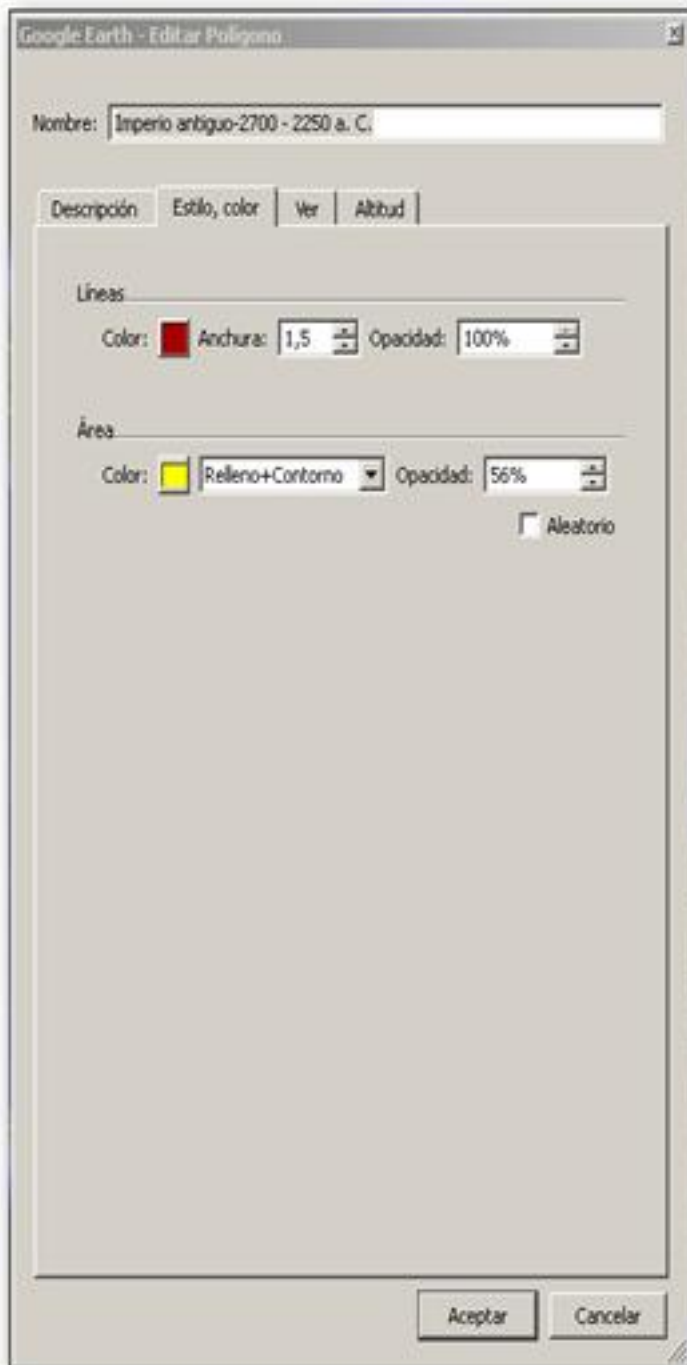 Google Earth - Editar Polígono
Nombre: Imperio antiguo-2700 - 2250 a. C.
Descripción Estilo, color Ver Altitud
Líneas
Color: Anchura: 1,5 Opacidad: 100%
Área
Color: Relleno+Contorno Opacidad: 56%
Aleatorio
Aceptar Cancelar